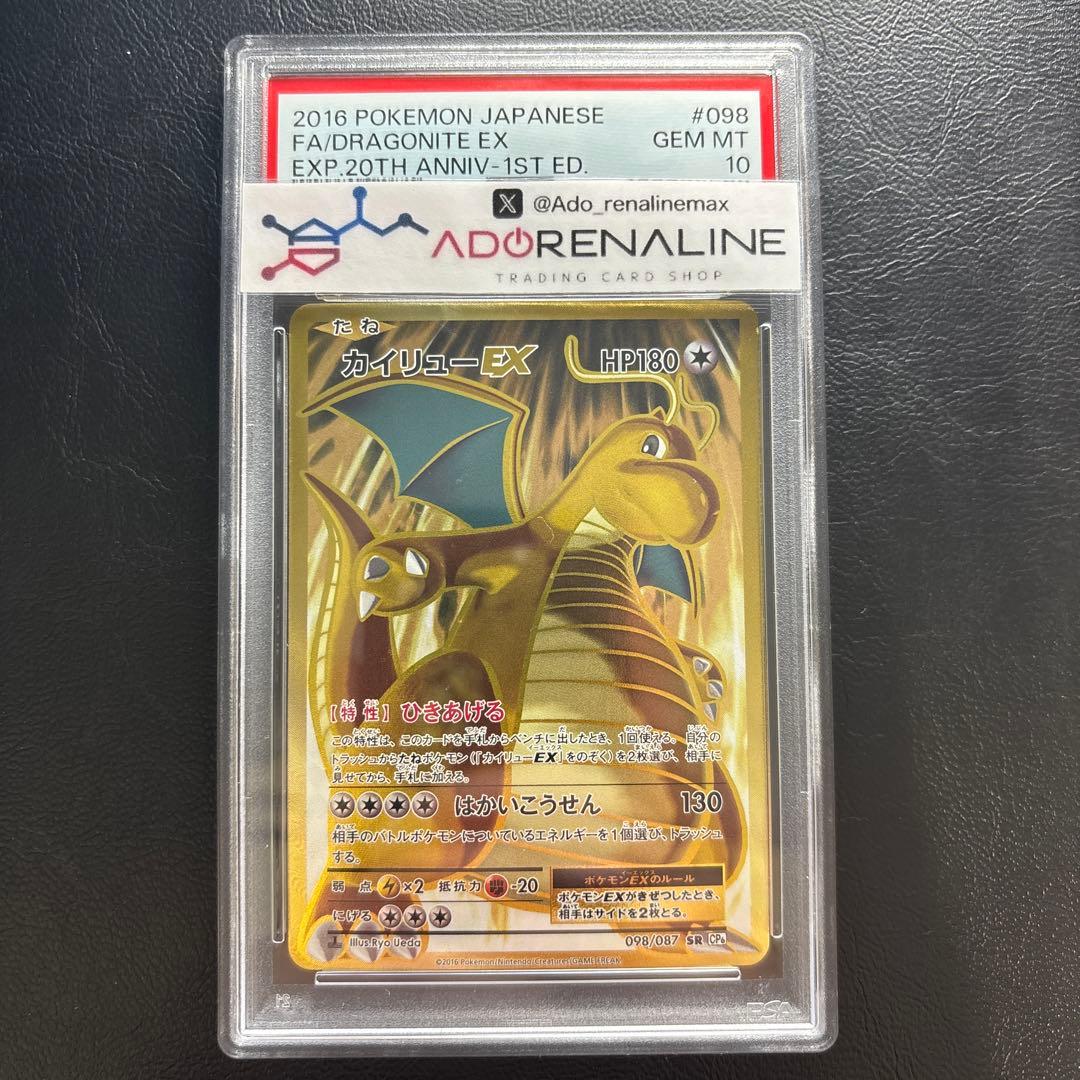 2016 POKEMON JAPANESE #098
FA/DRAGONITE EX GEM MT
EXP.20TH ANNIV-1ST ED. 10
@Ado_renalinemax
ADORENALINE
TRADING CARD SHOP
たね
カイリューEX HP180
[特性] ひきあげる
この特性は、このカードを手札からベンチに出したとき、1回使える。自分の
トラッシュからたねポケモン(「カイリューEX」をのぞく)を2枚選び、相手に
見せてから、手札に加える。
はかいこうせん 130
相手のバトルポケモンについているエネルギーを1個選び、トラッシュ
する。
弱点 ×2 抵抗力 -20
ポケモンEXのルール
ポケモンEXがきぜつしたとき、
相手はサイドを2枚とる。
にげる
Illus.Ryo Ueda 098/087 SR CP6
©2016 Pokémon/Nintendo/Creatures/GAME FREAK
PSA